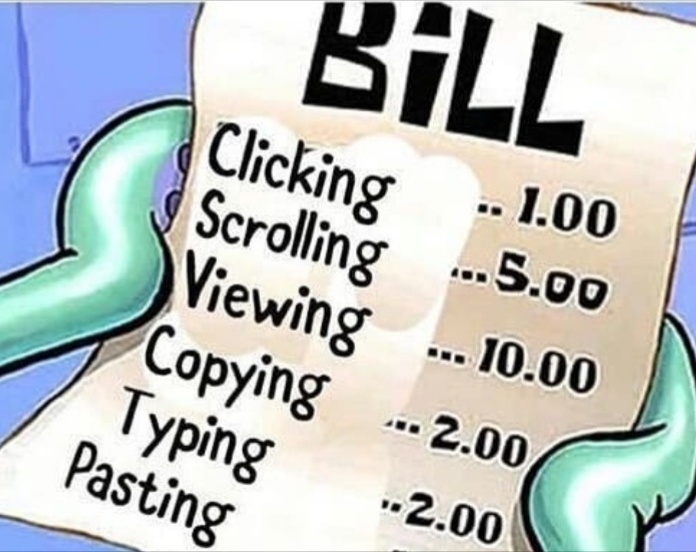 BILL
Clicking ... 1.00
Scrolling ... 5.00
Viewing ... 10.00
Copying ... 2.00
Typing ..2.00
Pasting